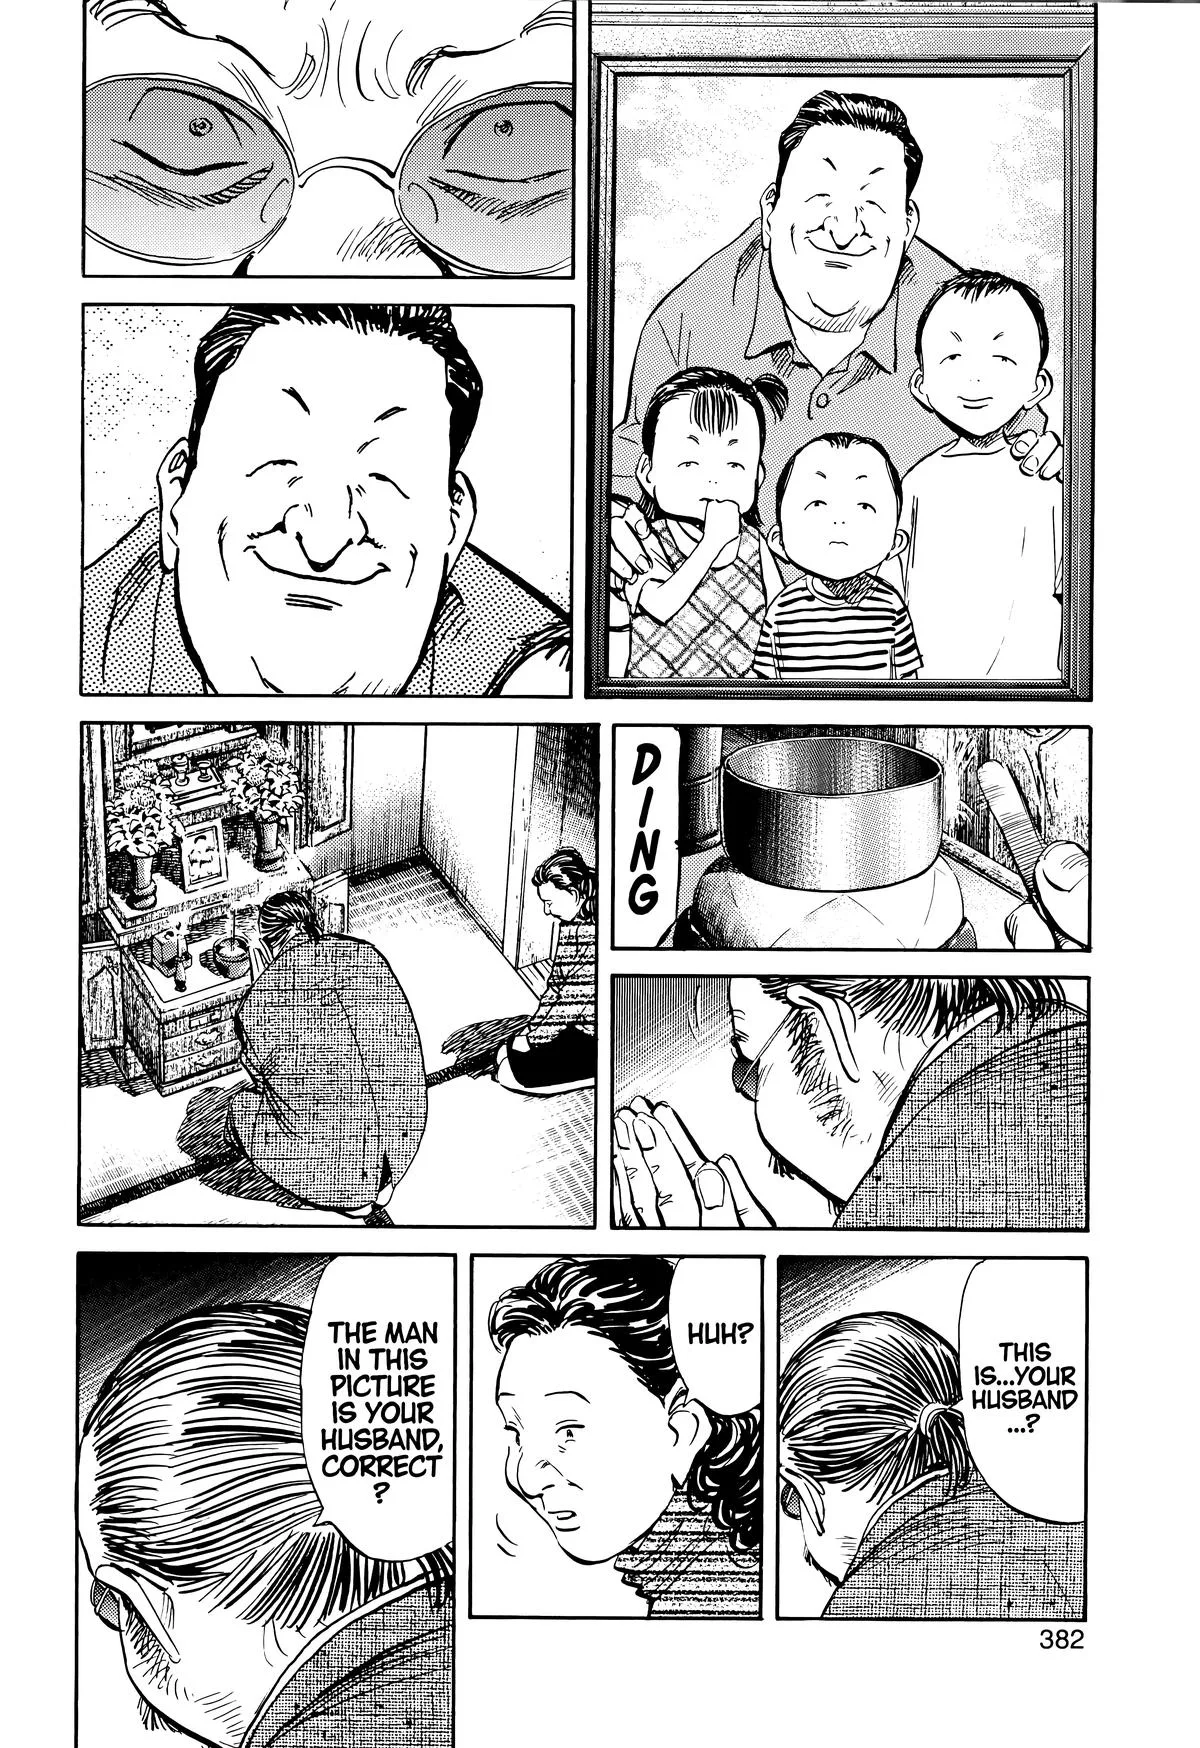 DING
THIS
IS...YOUR
HUSBAND
...?
HUH?
THE MAN
IN THIS
PICTURE
IS YOUR
HUSBAND,
CORRECT
?
382